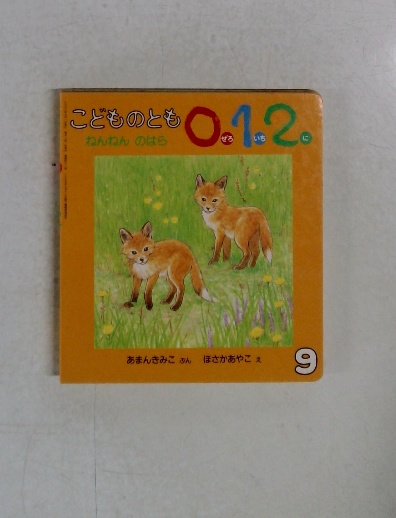 こどものとも 0.1.2.
ぜろ いち に
ねんねん のはら
あまんきみこ ぶん ほさかあやこ え
9